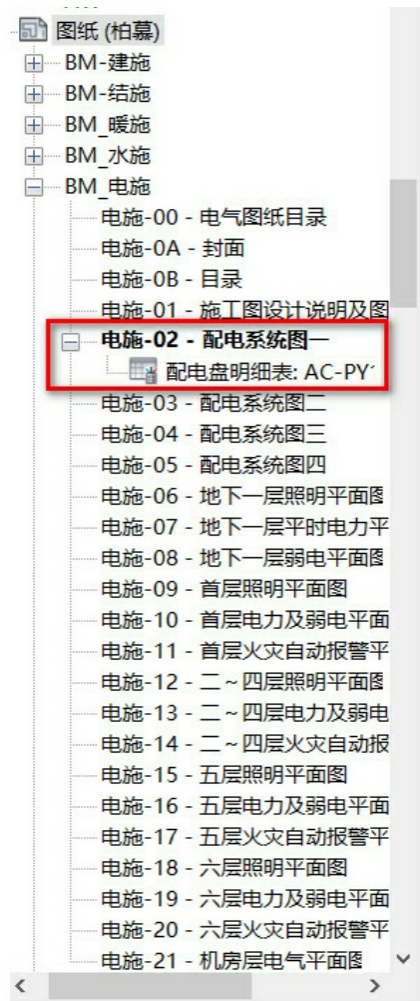 图纸 (柏慕)
BM-建施
BM-结施
BM_暖施
BM_水施
BM_电施
电施-00 - 电气图纸目录
电施-0A - 封面
电施-0B - 目录
电施-01 - 施工图设计说明及图
电施-02 - 配电系统图一
配电盘明细表: AC-PY
电施-03 - 配电系统图二
电施-04 - 配电系统图三
电施-05 - 配电系统图四
电施-06 - 地下一层照明平面图
电施-07 - 地下一层平时电力平
电施-08 - 地下一层弱电平面图
电施-09 - 首层照明平面图
电施-10 - 首层电力及弱电平面
电施-11 - 首层火灾自动报警平
电施-12 - 二~四层照明平面图
电施-13 - 二~四层电力及弱电
电施-14 - 二~四层火灾自动报
电施-15 - 五层照明平面图
电施-16 - 五层电力及弱电平面
电施-17 - 五层火灾自动报警平
电施-18 - 六层照明平面图
电施-19 - 六层电力及弱电平面
电施-20 - 六层火灾自动报警平
电施-21 - 机房层电气平面图